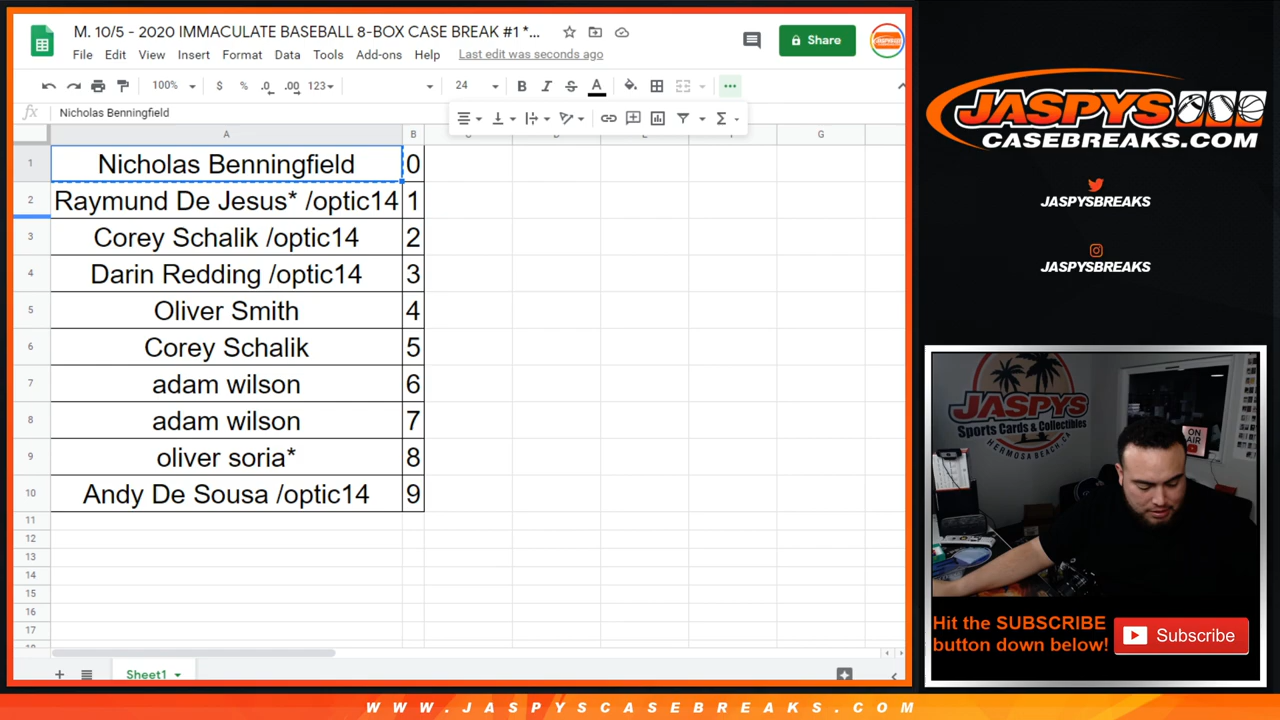 M. 10/5 - 2020 IMMACULATE BASEBALL 8-BOX CASE BREAK #1 *...
Share
File Edit View Insert Format Data Tools Add-ons Help Last edit was seconds ago
100% $ % .0 .00 123 24 B I S A
fx Nicholas Benningfield
A B G
1 Nicholas Benningfield 0
2 Raymund De Jesus* /optic14 1
3 Corey Schalik /optic14 2
4 Darin Redding /optic14 3
5 Oliver Smith 4
6 Corey Schalik 5
7 adam wilson 6
8 adam wilson 7
9 oliver soria* 8
10 Andy De Sousa /optic14 9
11
12
13
14
15
16
17
Sheet1
JASPYS
CASEBREAKS.COM
JASPYSBREAKS
JASPYSBREAKS
JASPYS
Sports Cards & Collectibles
HERMOSA BEACH, CA
ON AIR
Hit the SUBSCRIBE
button down below!
Subscribe
WWW.JASPYSCASEBREAKS.COM